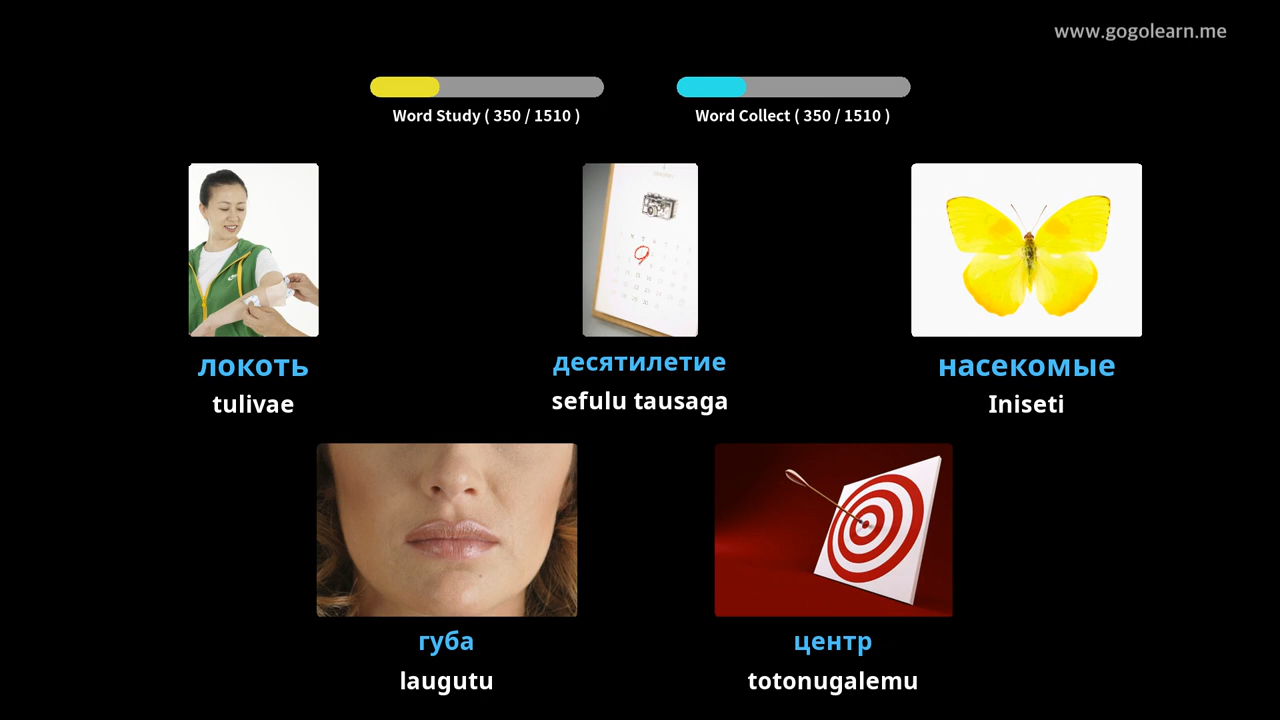 www.gogolearn.me
Word Study ( 350 / 1510 )
Word Collect ( 350 / 1510 )
локоть
tulivae
десятилетие
sefulu tausaga
насекомые
Iniseti
губа
laugutu
центр
totonugalemu